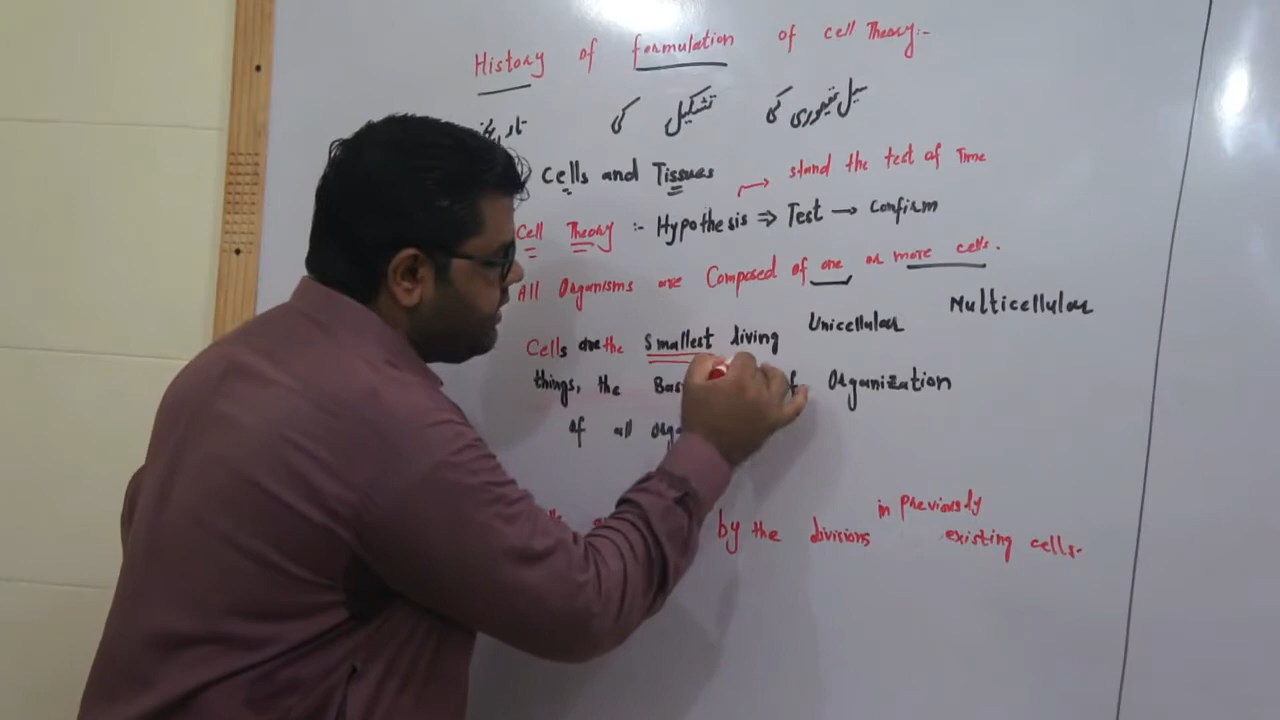 History of formulation of cell Theory:-
سیل تھیوری کی تشکیل کی تاریخ
Cells and Tissues
stand the test of Time
Cell Theory :- Hypothesis ⇒ Test → Confirm
All Organisms are Composed of one or more cells.
Unicellular Multicellular
Cells are the Smallest living
things, the of Organization
of all
by the divisions in previously
existing cells.